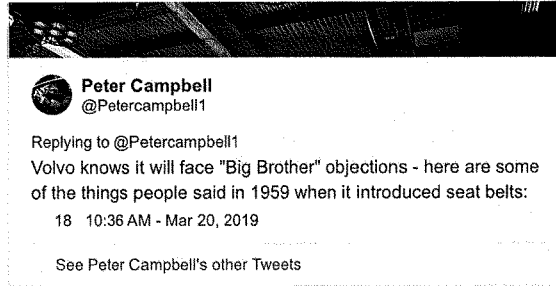 Peter Campbell
@Petercampbell1
Replying to @Petercampbell1
Volvo knows it will face "Big Brother" objections - here are some
of the things people said in 1959 when it introduced seat belts:
18 10:36 AM - Mar 20, 2019
See Peter Campbell's other Tweets